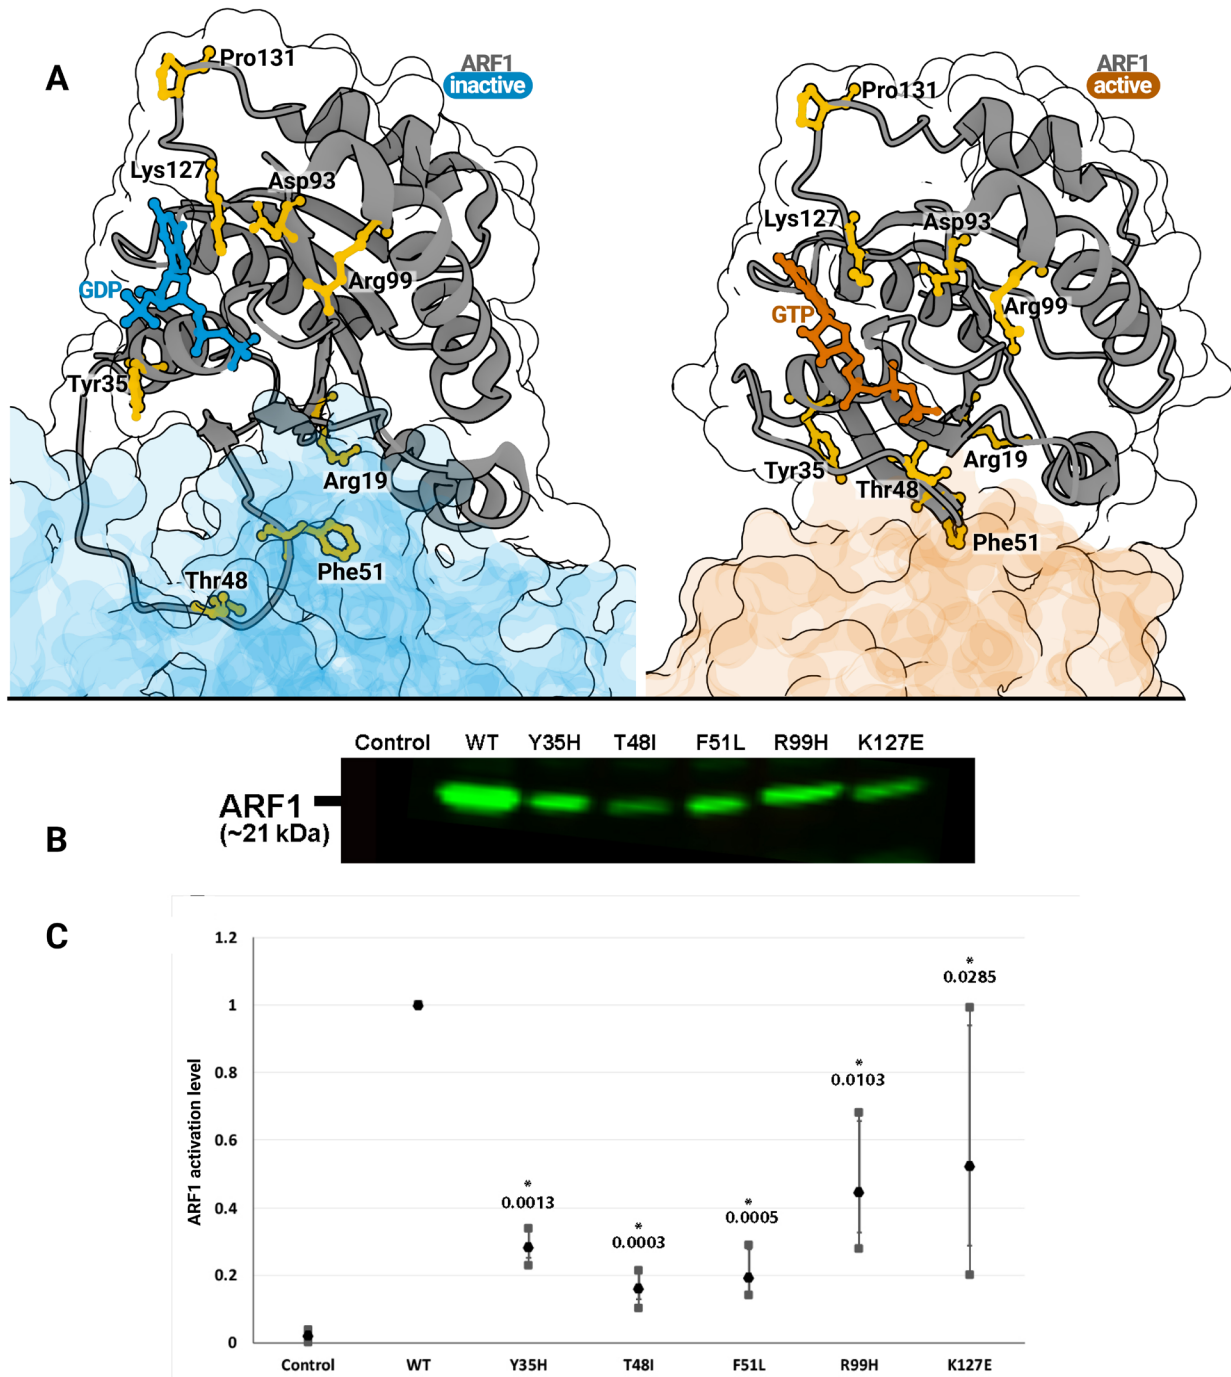 A
ARF1
inactive
Pro131
Lys127
Asp93
Arg99
GDP
Tyr35
Arg19
Thr48
Phe51
ARF1
active
Pro131
Lys127
Asp93
Arg99
GTP
Tyr35
Thr48
Arg19
Phe51
B
Control WT Y35H T48I F51L R99H K127E
ARF1
(~21 kDa)
C
ARF1 activation level
1.2
1
0.8
0.6
0.4
0.2
0
*
0.0013
*
0.0003
*
0.0005
*
0.0103
*
0.0285
Control WT Y35H T48I F51L R99H K127E